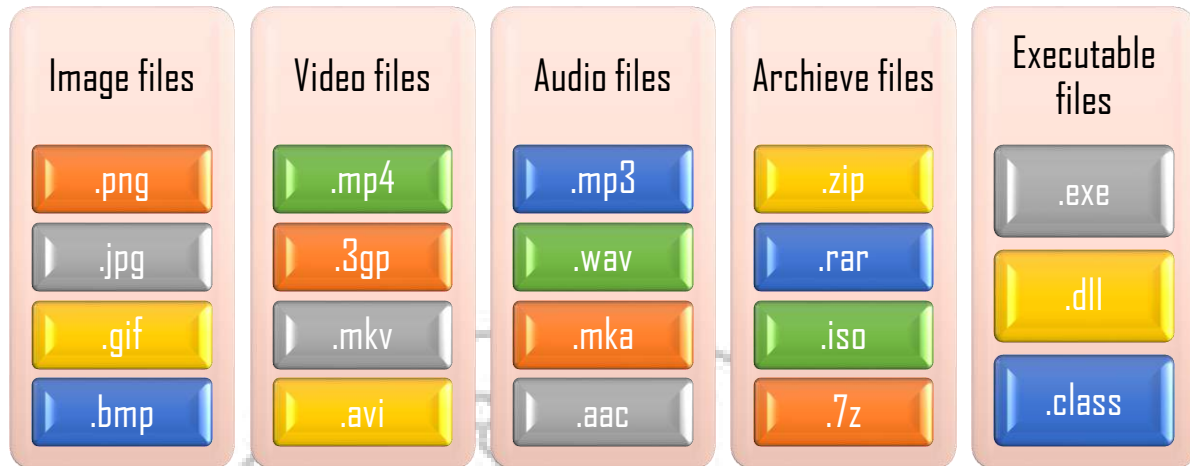 Image files
.png
.jpg
.gif
.bmp
Video files
.mp4
.3gp
.mkv
.avi
Audio files
.mp3
.wav
.mka
.aac
Archieve files
.zip
.rar
.iso
.7z
Executable
files
.exe
.dll
.class